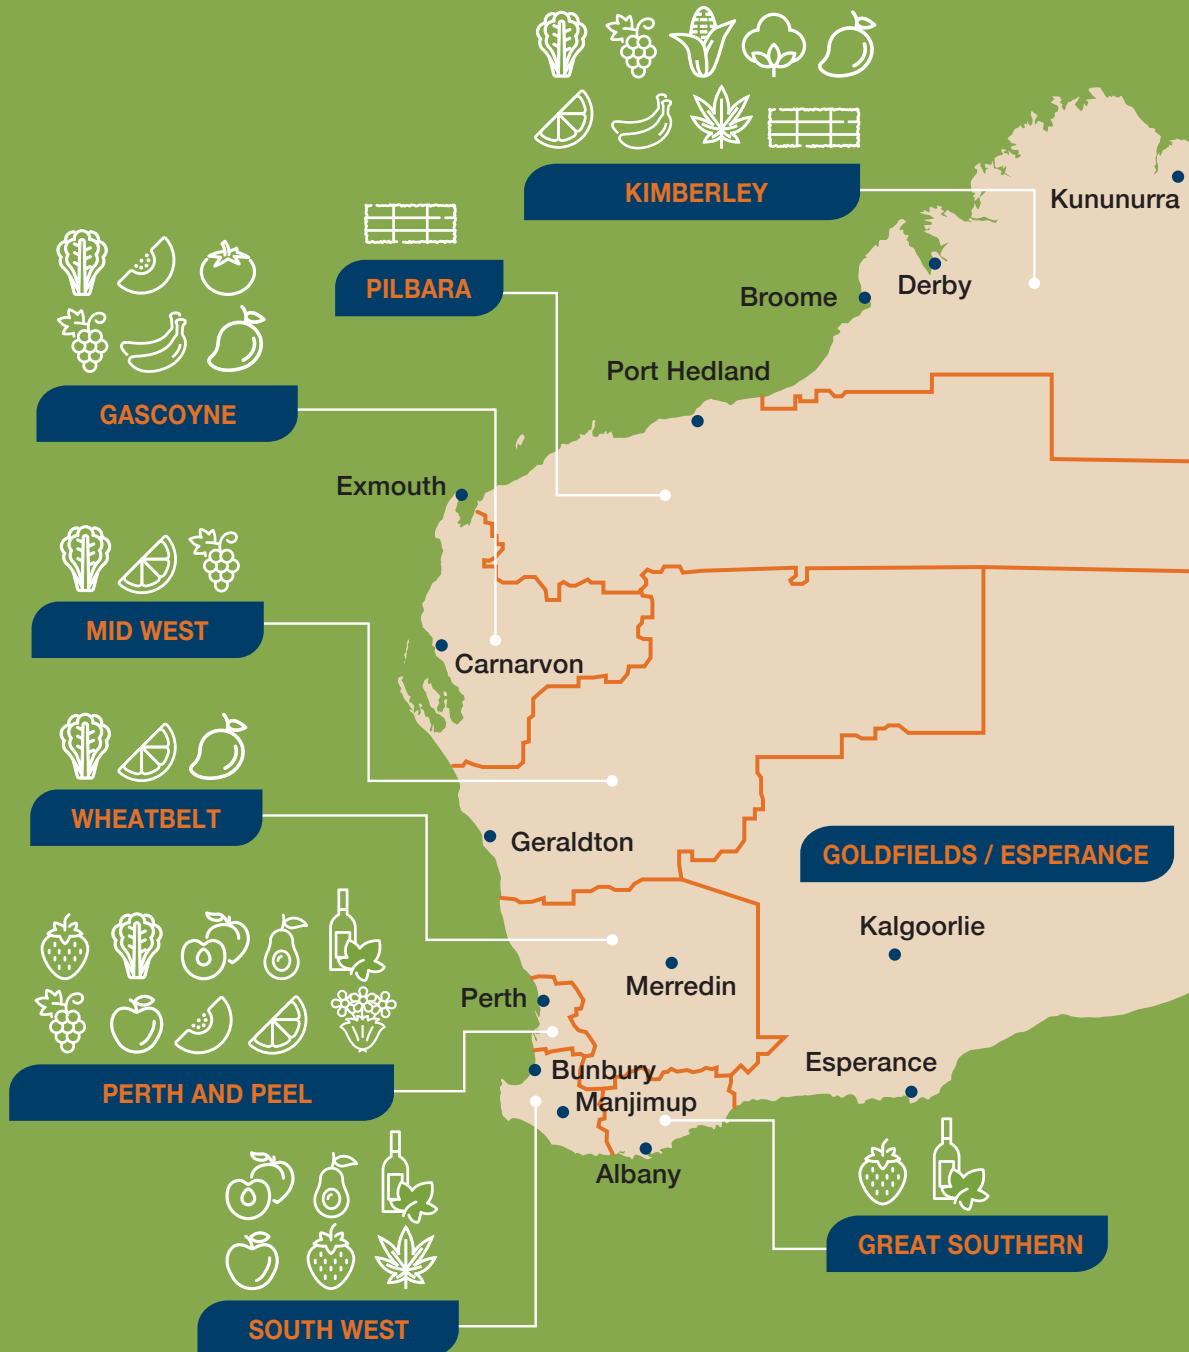 KIMBERLEY
Kununurra
PILBARA
Derby
Broome
Port Hedland
GASCOYNE
Exmouth
MID WEST
Carnarvon
WHEATBELT
Geraldton
GOLDFIELDS / ESPERANCE
Kalgoorlie
Merredin
Perth
Esperance
Bunbury
PERTH AND PEEL
Manjimup
Albany
GREAT SOUTHERN
SOUTH WEST